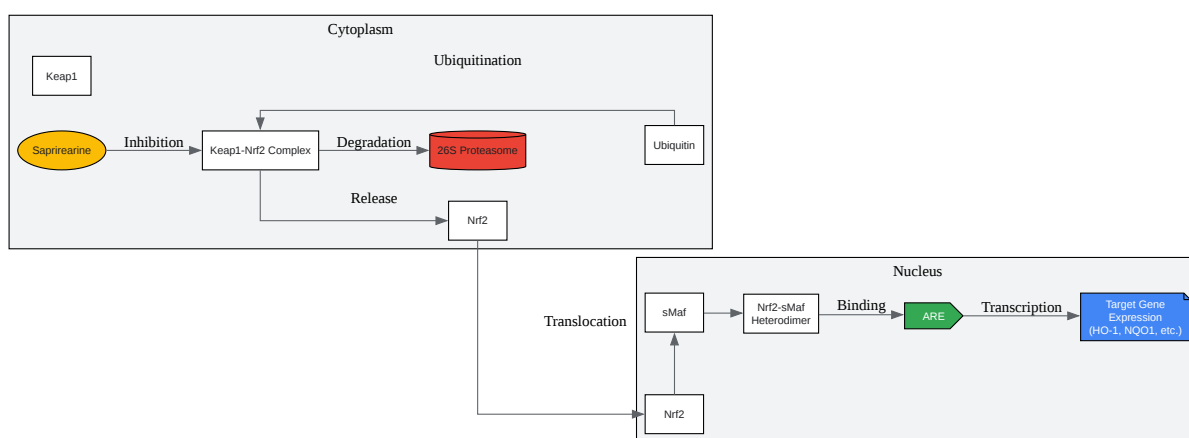 Cytoplasm
Ubiquitination
Keap1
Saprirearine
Inhibition
Keap1-Nrf2 Complex
Degradation
26S Proteasome
Ubiquitin
Release
Nrf2
Translocation
Nucleus
sMaf
Nrf2-sMaf
Heterodimer
Binding
ARE
Transcription
Target Gene
Expression
(HO-1, NQO1, etc.)
Nrf2